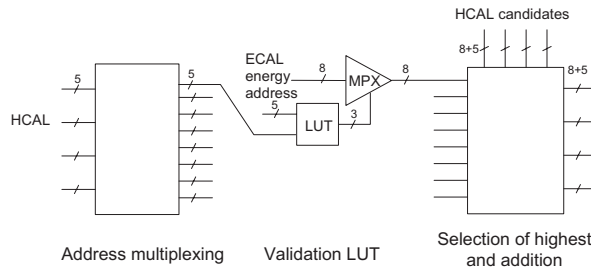 HCAL candidates
8+5
5
5
ECAL
energy
address
8
MPX
8
8+5
HCAL
5
LUT
3
Address multiplexing
Validation LUT
Selection of highest
and addition